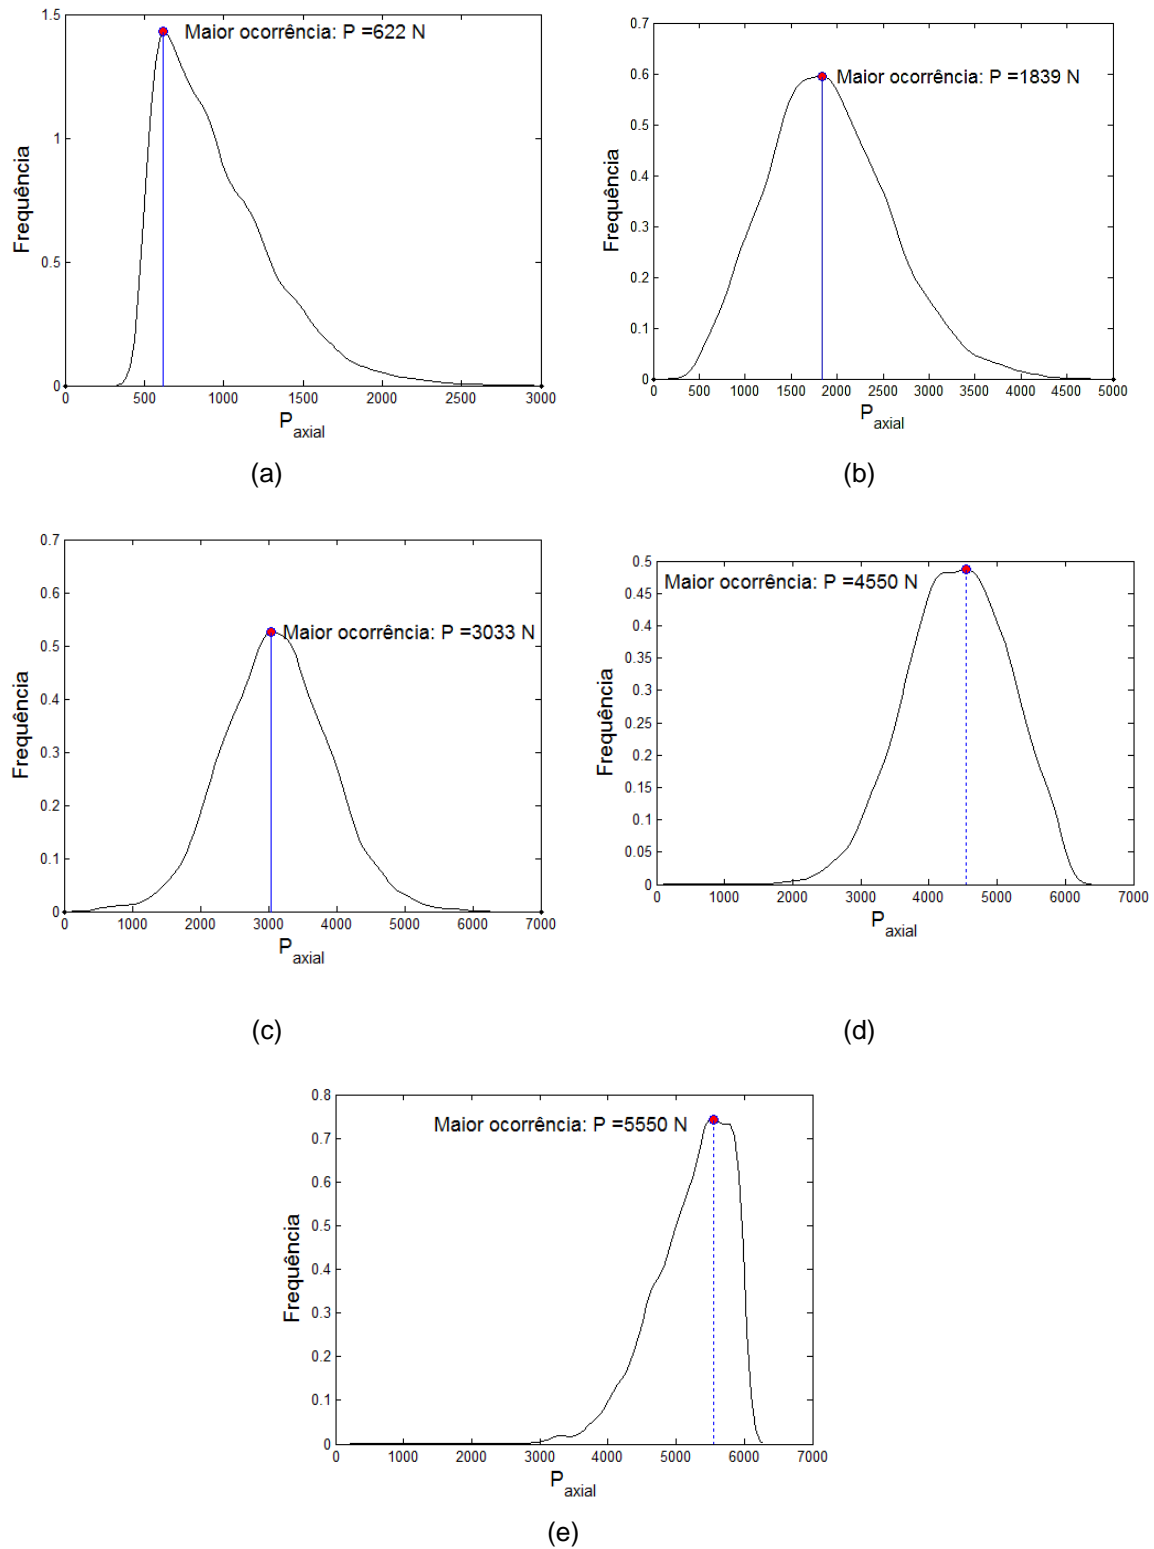 1.5
Maior ocorrência: P =622 N
1
0.5
0
Frequência
0 500 1000 1500 2000 2500 3000
P axial
(a)
0.7
0.6
Maior ocorrência: P =1839 N
0.5
0.4
0.3
0.2
0.1
0
Frequência
0 500 1000 1500 2000 2500 3000 3500 4000 4500 5000
P axial
(b)
0.7
0.6
0.5
Maior ocorrência: P =3033 N
0.4
0.3
0.2
0.1
0
Frequência
0 1000 2000 3000 4000 5000 6000 7000
P axial
(c)
0.5
Maior ocorrência: P =4550 N
0.45
0.4
0.35
0.3
0.25
0.2
0.15
0.1
0.05
0
Frequência
0 1000 2000 3000 4000 5000 6000 7000
P axial
(d)
0.8
Maior ocorrência: P =5550 N
0.7
0.6
0.5
0.4
0.3
0.2
0.1
0
Frequência
0 1000 2000 3000 4000 5000 6000 7000
P axial
(e)